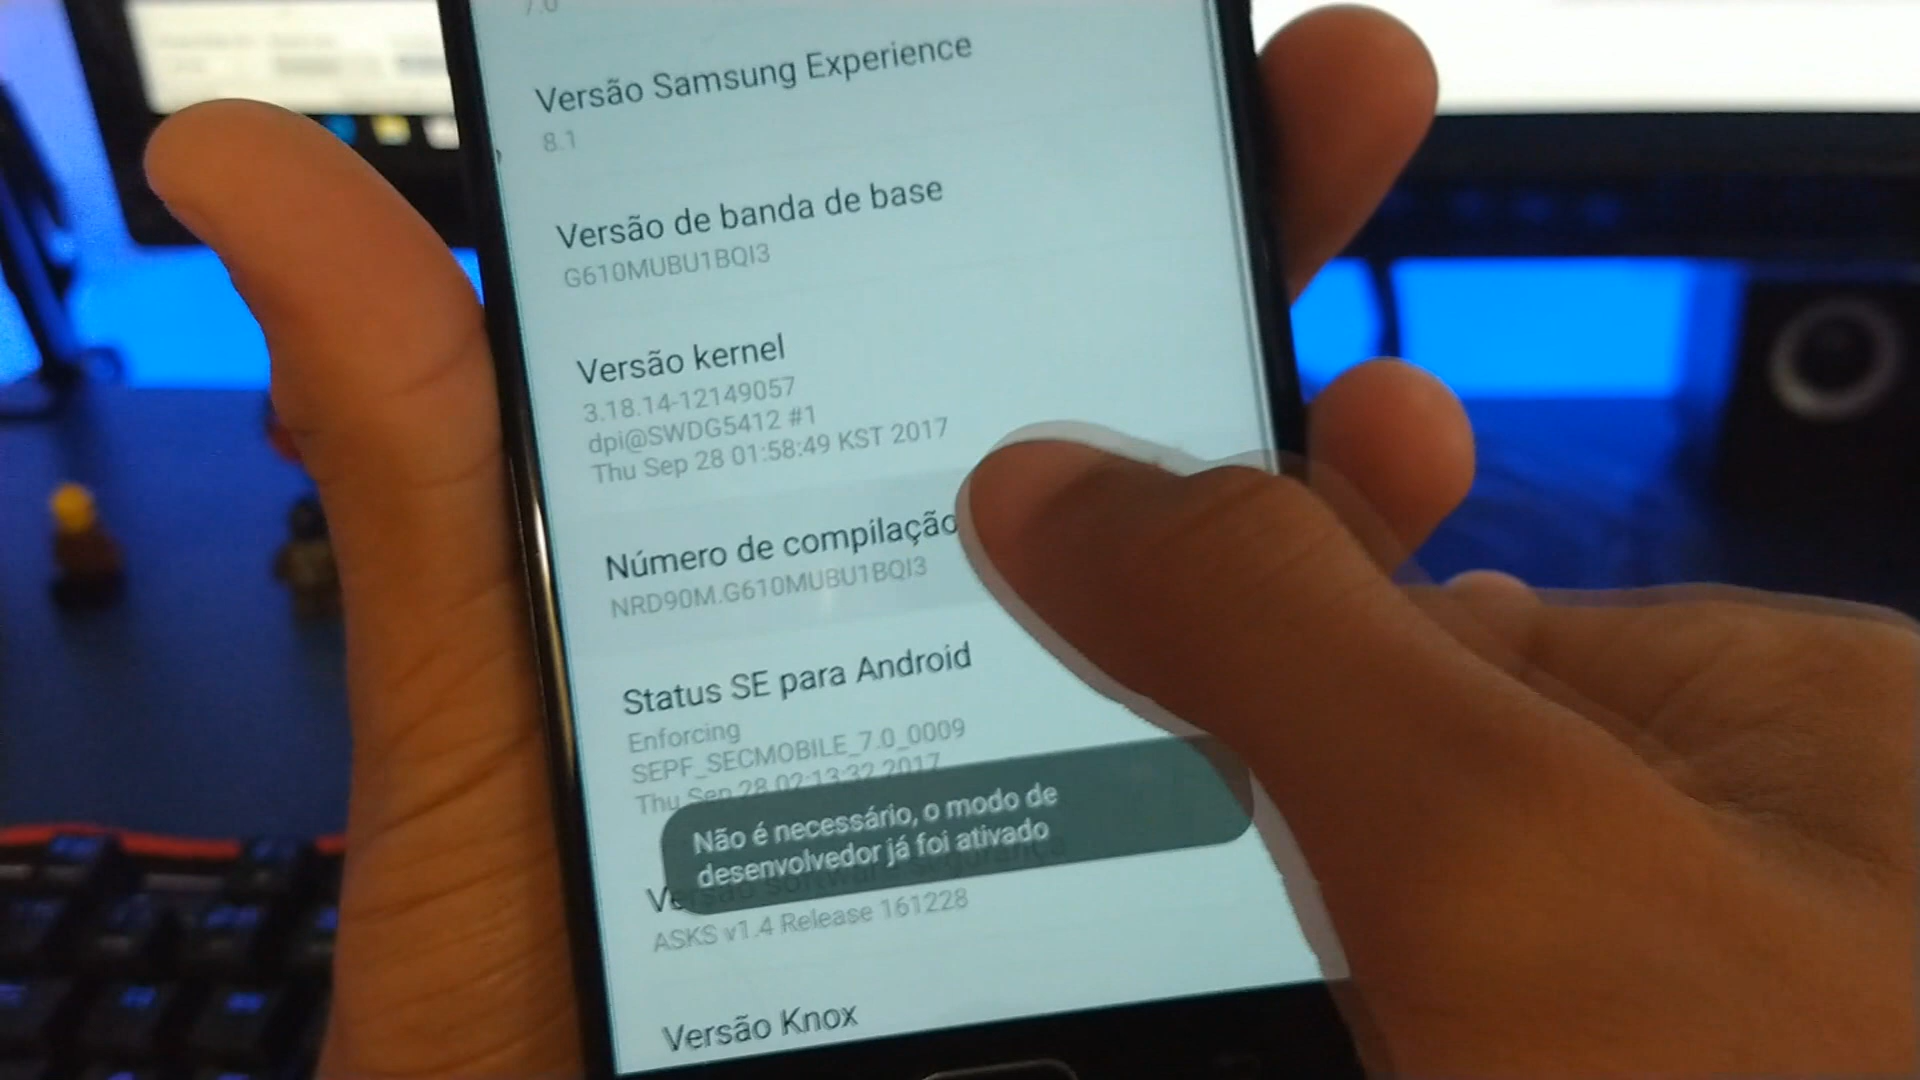 7.0
Versão Samsung Experience
8.1
Versão de banda de base
G610MUBU1BQI3
Versão kernel
3.18.14-12149057
dpi@SWDG5412 #1
Thu Sep 28 01:58:49 KST 2017
Número de compilação
NRD90M.G610MUBU1BQI3
Status SE para Android
Enforcing
SEPF_SECMOBILE_7.0_0009
Thu Sep 28 02:13:32 2017
Não é necessário, o modo de
desenvolvedor já foi ativado
ASKS v1.4 Release 161228
Versão Knox